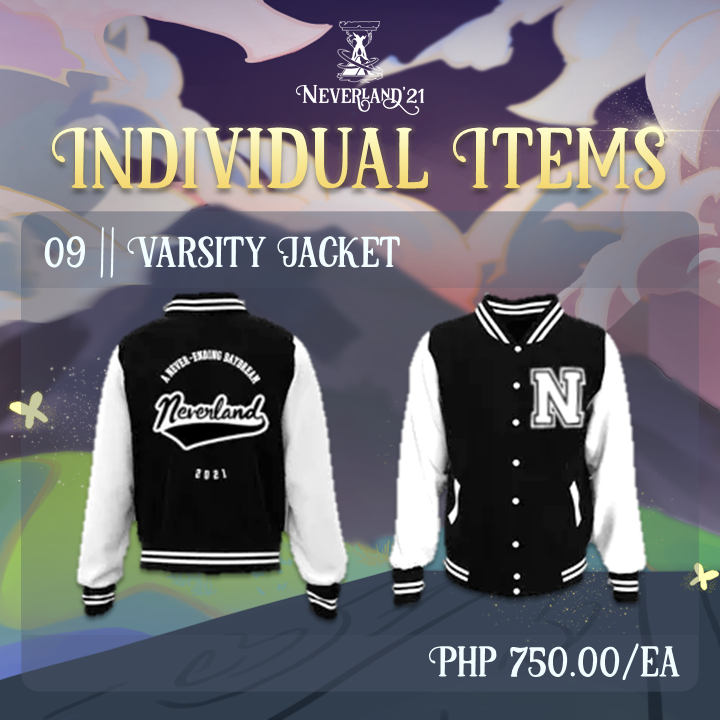 NEVERLAND'21
INDIVIDUAL ITEMS
09 || VARSITY JACKET
A NEVER-ENDING DAYDREAM
Neverland
2021
N
PHP 750.00/EA